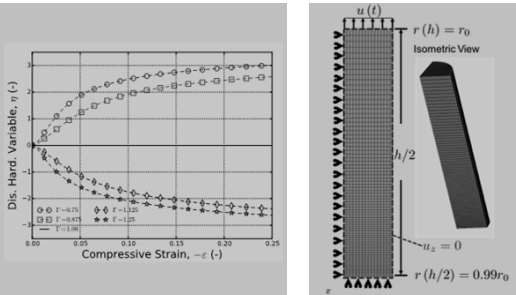 Dis. Hard. Variable, η (-)
3
2
1
0
−1
−2
−3
Γ=0.75
Γ=0.875
Γ=1.00
Γ=1.125
Γ=1.25
0.00 0.05 0.10 0.15 0.20 0.25
Compressive Strain, −ε (-)
u (t)
r (h) = r₀
Isometric View
h/2
u_z = 0
r (h/2) = 0.99r₀
x